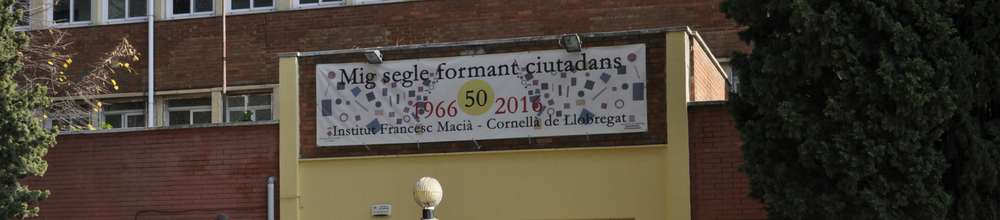 Mig segle formant ciutadans
1966 50 2016
Institut Francesc Macià - Cornellà de Llobregat